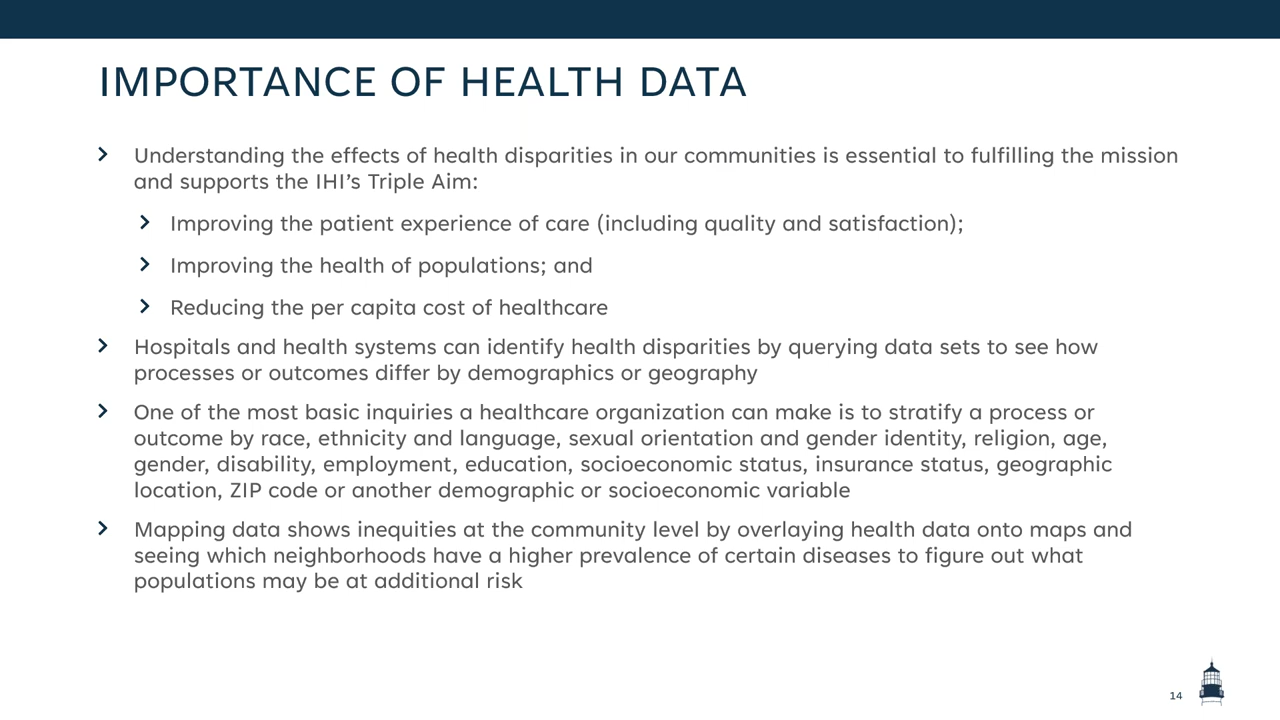 IMPORTANCE OF HEALTH DATA
Understanding the effects of health disparities in our communities is essential to fulfilling the mission
and supports the IHI's Triple Aim:
Improving the patient experience of care (including quality and satisfaction);
Improving the health of populations; and
Reducing the per capita cost of healthcare
Hospitals and health systems can identify health disparities by querying data sets to see how
processes or outcomes differ by demographics or geography
One of the most basic inquiries a healthcare organization can make is to stratify a process or
outcome by race, ethnicity and language, sexual orientation and gender identity, religion, age,
gender, disability, employment, education, socioeconomic status, insurance status, geographic
location, ZIP code or another demographic or socioeconomic variable
Mapping data shows inequities at the community level by overlaying health data onto maps and
seeing which neighborhoods have a higher prevalence of certain diseases to figure out what
populations may be at additional risk
14